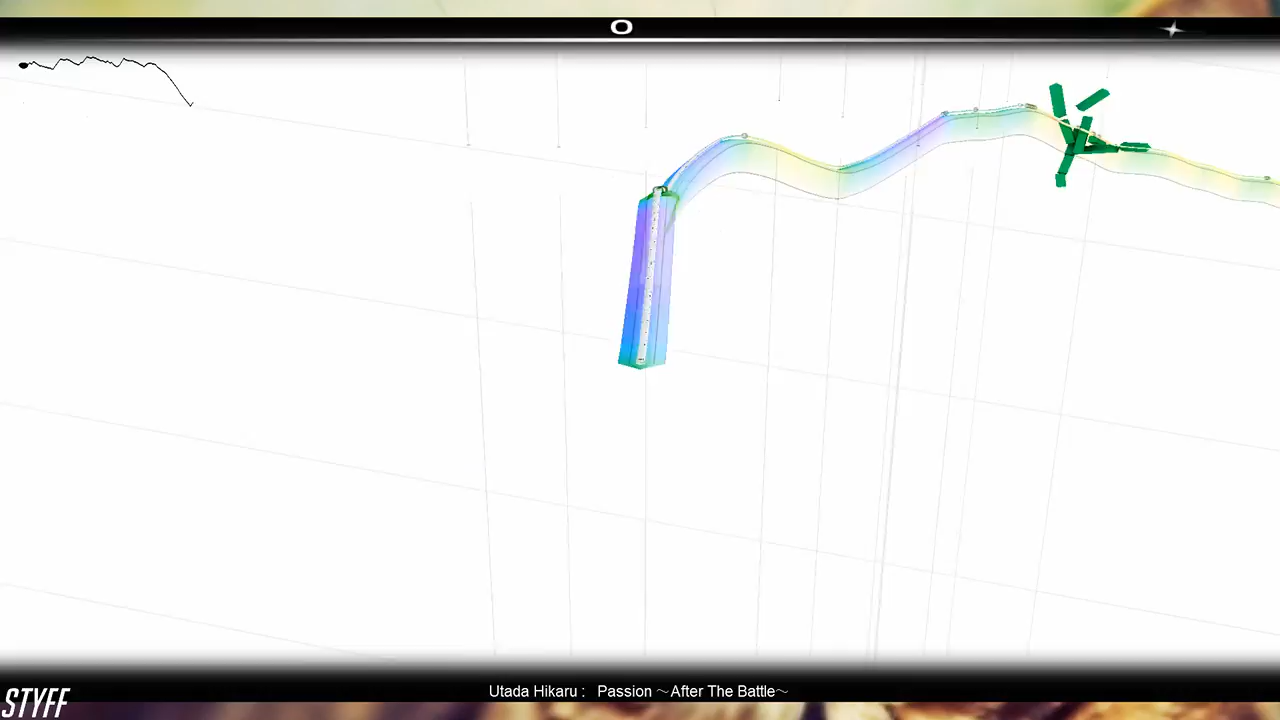 O
Utada Hikaru : Passion ～After The Battle～
STYFF